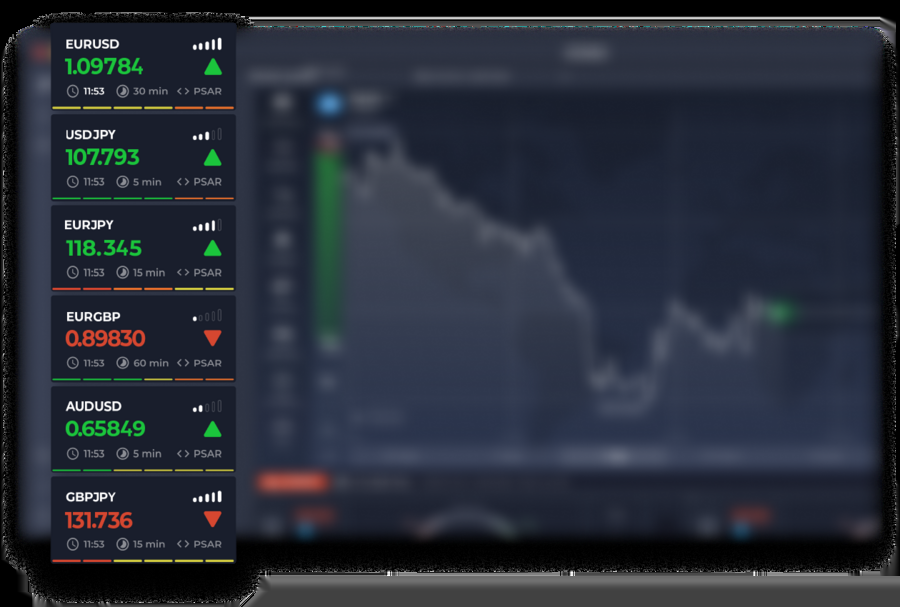 EURUSD
1.09784
11:53 30 min <> PSAR
USDJPY
107.793
11:53 5 min <> PSAR
EURJPY
118.345
11:53 15 min <> PSAR
EURGBP
0.89830
11:53 60 min <> PSAR
AUDUSD
0.65849
11:53 5 min <> PSAR
GBPJPY
131.736
11:53 15 min <> PSAR